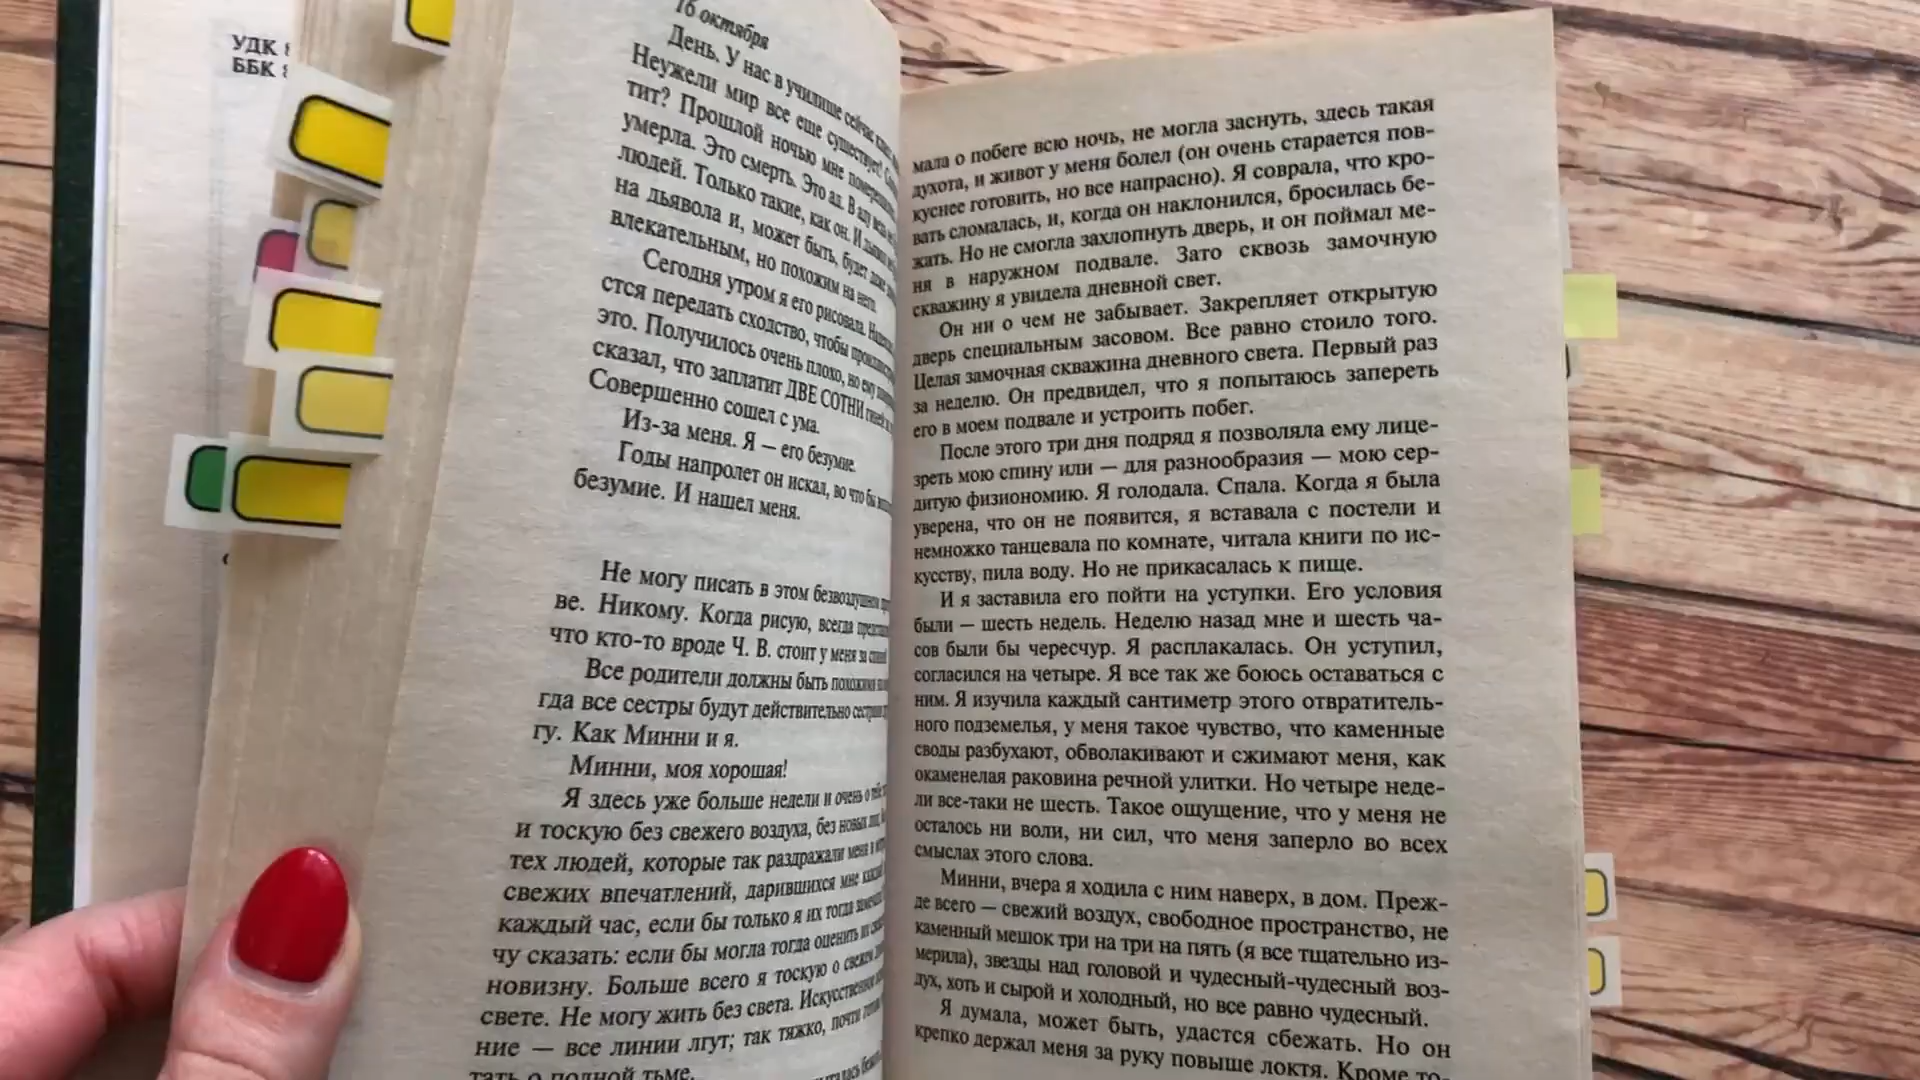 УДК 8
ББК 8
16 октября
День. У нас в училище сейчас
Неужели мир все еще существует!
тит? Прошлой ночью мне померещилось,
умерла. Это смерть. Это ад. В аду
людей. Только такие, как он. И дьявол
на дьявола и, может быть, будет даже
влекательным, но похожим на него.
Сегодня утром я его рисовала.
стся передать сходство, чтобы
это. Получилось очень плохо, но ему
сказал, что заплатит ДВЕ СОТНИ гиней
Совершенно сошел с ума.
Из-за меня. Я — его безумие.
Годы напролет он искал, во что бы
безумие. И нашел меня.
Не могу писать в этом безвоздушном
ве. Никому. Когда рисую, всегда
что кто-то вроде Ч. В. стоит у меня за
Все родители должны быть похожими
гда все сестры будут действительно
гу. Как Минни и я.
Минни, моя хорошая!
Я здесь уже больше недели и очень о
и тоскую без свежего воздуха, без новых
тех людей, которые так раздражали меня в
свежих впечатлений, дарившихся мне
каждый час, если бы только я их тогда
чу сказать: если бы могла тогда оценить их
новизну. Больше всего я тоскую о свежем
свете. Не могу жить без света. Искусственное
ние — все линии лгут; так тяжко, почти
тать о полной тьме.
мала о побеге всю ночь, не могла заснуть, здесь такая
духота, и живот у меня болел (он очень старается пов-
куснее готовить, но все напрасно). Я соврала, что кро-
вать сломалась, и, когда он наклонился, бросилась бе-
жать. Но не смогла захлопнуть дверь, и он поймал ме-
ня в наружном подвале. Зато сквозь замочную
скважину я увидела дневной свет.
Он ни о чем не забывает. Закрепляет открытую
дверь специальным засовом. Все равно стоило того.
Целая замочная скважина дневного света. Первый раз
за неделю. Он предвидел, что я попытаюсь запереть
его в моем подвале и устроить побег.
После этого три дня подряд я позволяла ему лице-
зреть мою спину или — для разнообразия — мою сер-
дитую физиономию. Я голодала. Спала. Когда я была
уверена, что он не появится, я вставала с постели и
немножко танцевала по комнате, читала книги по ис-
кусству, пила воду. Но не прикасалась к пище.
И я заставила его пойти на уступки. Его условия
были — шесть недель. Неделю назад мне и шесть ча-
сов были бы чересчур. Я расплакалась. Он уступил,
согласился на четыре. Я все так же боюсь оставаться с
ним. Я изучила каждый сантиметр этого отвратитель-
ного подземелья, у меня такое чувство, что каменные
своды разбухают, обволакивают и сжимают меня, как
окаменелая раковина речной улитки. Но четыре неде-
ли все-таки не шесть. Такое ощущение, что у меня не
осталось ни воли, ни сил, что меня заперло во всех
смыслах этого слова.
Минни, вчера я ходила с ним наверх, в дом. Преж-
де всего — свежий воздух, свободное пространство, не
каменный мешок три на три на пять (я все тщательно из-
мерила), звезды над головой и чудесный-чудесный воз-
дух, хоть и сырой и холодный, но все равно чудесный.
Я думала, может быть, удастся сбежать. Но он
крепко держал меня за руку повыше локтя. Кроме то-